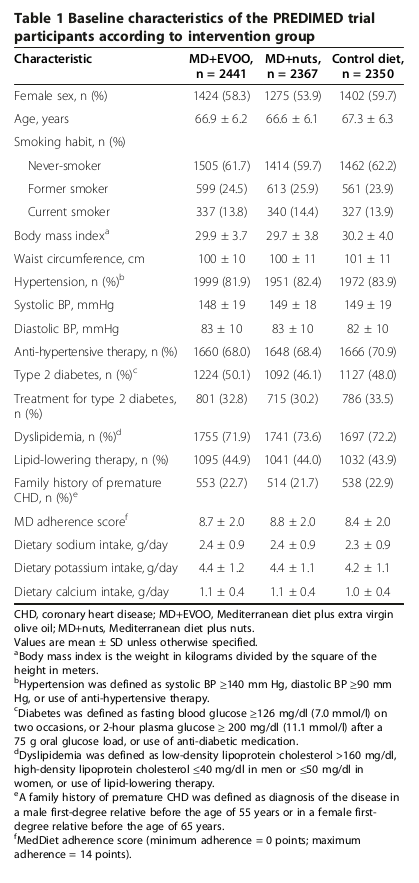 Table 1 Baseline characteristics of the PREDIMED trial
participants according to intervention group
Characteristic MD+EVOO, MD+nuts, Control diet,
n = 2441 n = 2367 n = 2350
Female sex, n (%) 1424 (58.3) 1275 (53.9) 1402 (59.7)
Age, years 66.9 ± 6.2 66.6 ± 6.1 67.3 ± 6.3
Smoking habit, n (%)
Never-smoker 1505 (61.7) 1414 (59.7) 1462 (62.2)
Former smoker 599 (24.5) 613 (25.9) 561 (23.9)
Current smoker 337 (13.8) 340 (14.4) 327 (13.9)
Body mass indexᵃ 29.9 ± 3.7 29.7 ± 3.8 30.2 ± 4.0
Waist circumference, cm 100 ± 10 100 ± 11 101 ± 11
Hypertension, n (%)ᵇ 1999 (81.9) 1951 (82.4) 1972 (83.9)
Systolic BP, mmHg 148 ± 19 149 ± 18 149 ± 19
Diastolic BP, mmHg 83 ± 10 83 ± 10 82 ± 10
Anti-hypertensive therapy, n (%) 1660 (68.0) 1648 (68.4) 1666 (70.9)
Type 2 diabetes, n (%)ᶜ 1224 (50.1) 1092 (46.1) 1127 (48.0)
Treatment for type 2 diabetes, 801 (32.8) 715 (30.2) 786 (33.5)
n (%)
Dyslipidemia, n (%)ᵈ 1755 (71.9) 1741 (73.6) 1697 (72.2)
Lipid-lowering therapy, n (%) 1095 (44.9) 1041 (44.0) 1032 (43.9)
Family history of premature 553 (22.7) 514 (21.7) 538 (22.9)
CHD, n (%)ᵉ
MD adherence scoreᶠ 8.7 ± 2.0 8.8 ± 2.0 8.4 ± 2.0
Dietary sodium intake, g/day 2.4 ± 0.9 2.4 ± 0.9 2.3 ± 0.9
Dietary potassium intake, g/day 4.4 ± 1.2 4.4 ± 1.1 4.2 ± 1.1
Dietary calcium intake, g/day 1.1 ± 0.4 1.1 ± 0.4 1.0 ± 0.4
CHD, coronary heart disease; MD+EVOO, Mediterranean diet plus extra virgin
olive oil; MD+nuts, Mediterranean diet plus nuts.
Values are mean ± SD unless otherwise specified.
ᵃBody mass index is the weight in kilograms divided by the square of the
height in meters.
ᵇHypertension was defined as systolic BP ≥140 mm Hg, diastolic BP ≥90 mm
Hg, or use of anti-hypertensive therapy.
ᶜDiabetes was defined as fasting blood glucose ≥126 mg/dl (7.0 mmol/l) on
two occasions, or 2-hour plasma glucose ≥ 200 mg/dl (11.1 mmol/l) after a
75 g oral glucose load, or use of anti-diabetic medication.
ᵈDyslipidemia was defined as low-density lipoprotein cholesterol >160 mg/dl,
high-density lipoprotein cholesterol ≤40 mg/dl in men or ≤50 mg/dl in
women, or use of lipid-lowering therapy.
ᵉA family history of premature CHD was defined as diagnosis of the disease in
a male first-degree relative before the age of 55 years or in a female first-
degree relative before the age of 65 years.
ᶠMedDiet adherence score (minimum adherence = 0 points; maximum
adherence = 14 points).